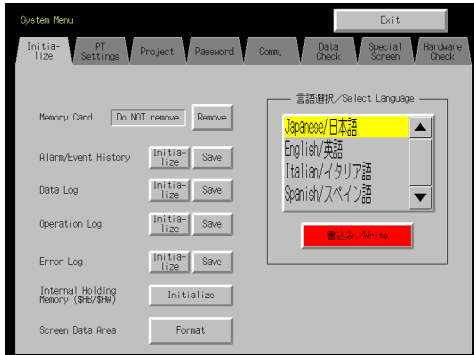 System Menu
Exit
Initia-
lize
PT
Settings
Project
Password
Comm.
Data
Check
Special
Screen
Hardware
Check
Memory Card
Do NOT remove
Remove
Alarm/Event History
Initia-
lize
Save
Data Log
Initia-
lize
Save
Operation Log
Initia-
lize
Save
Error Log
Initia-
lize
Save
Internal Holding
Memory ($HB/$HW)
Initialize
Screen Data Area
Format
言語選択／Select Language
Japanese/日本語
English/英語
Italian/イタリア語
Spanish/スペイン語
書込み／Write